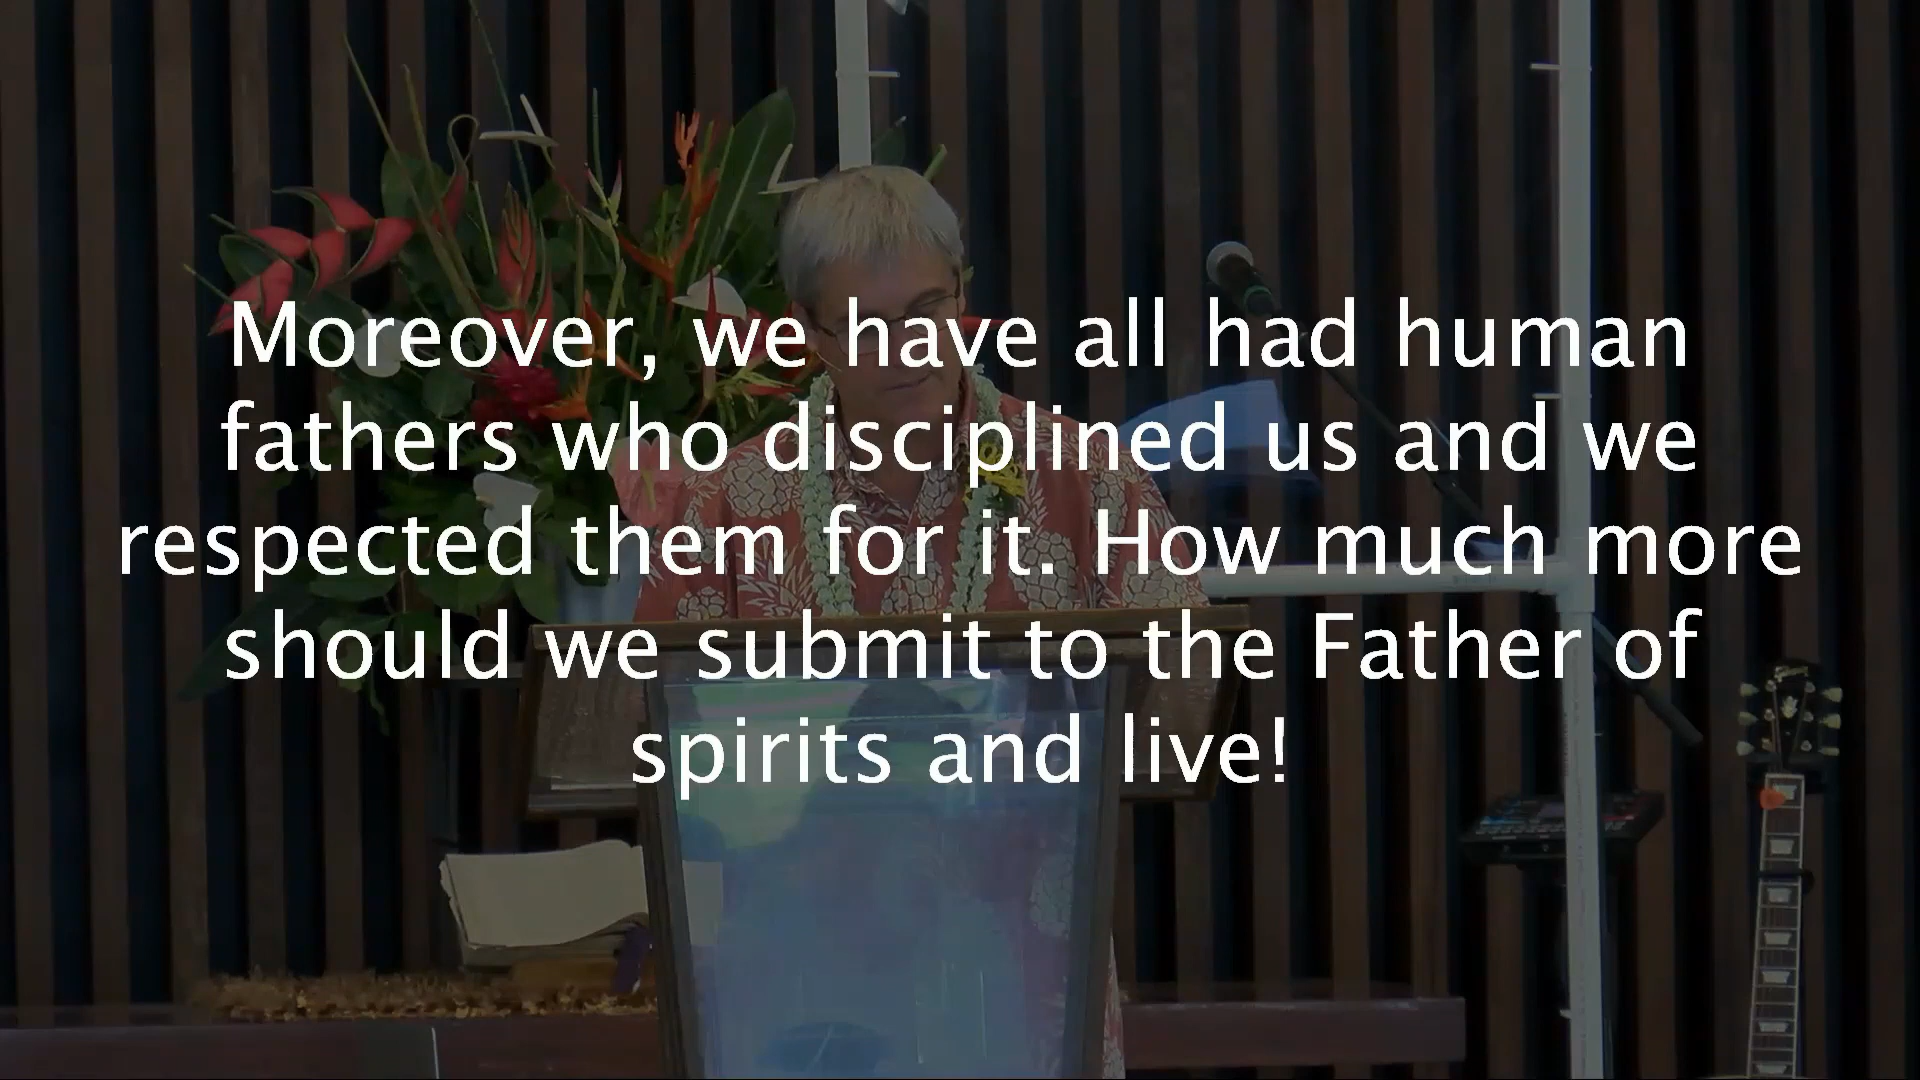 Moreover, we have all had human
fathers who disciplined us and we
respected them for it. How much more
should we submit to the Father of
spirits and live!